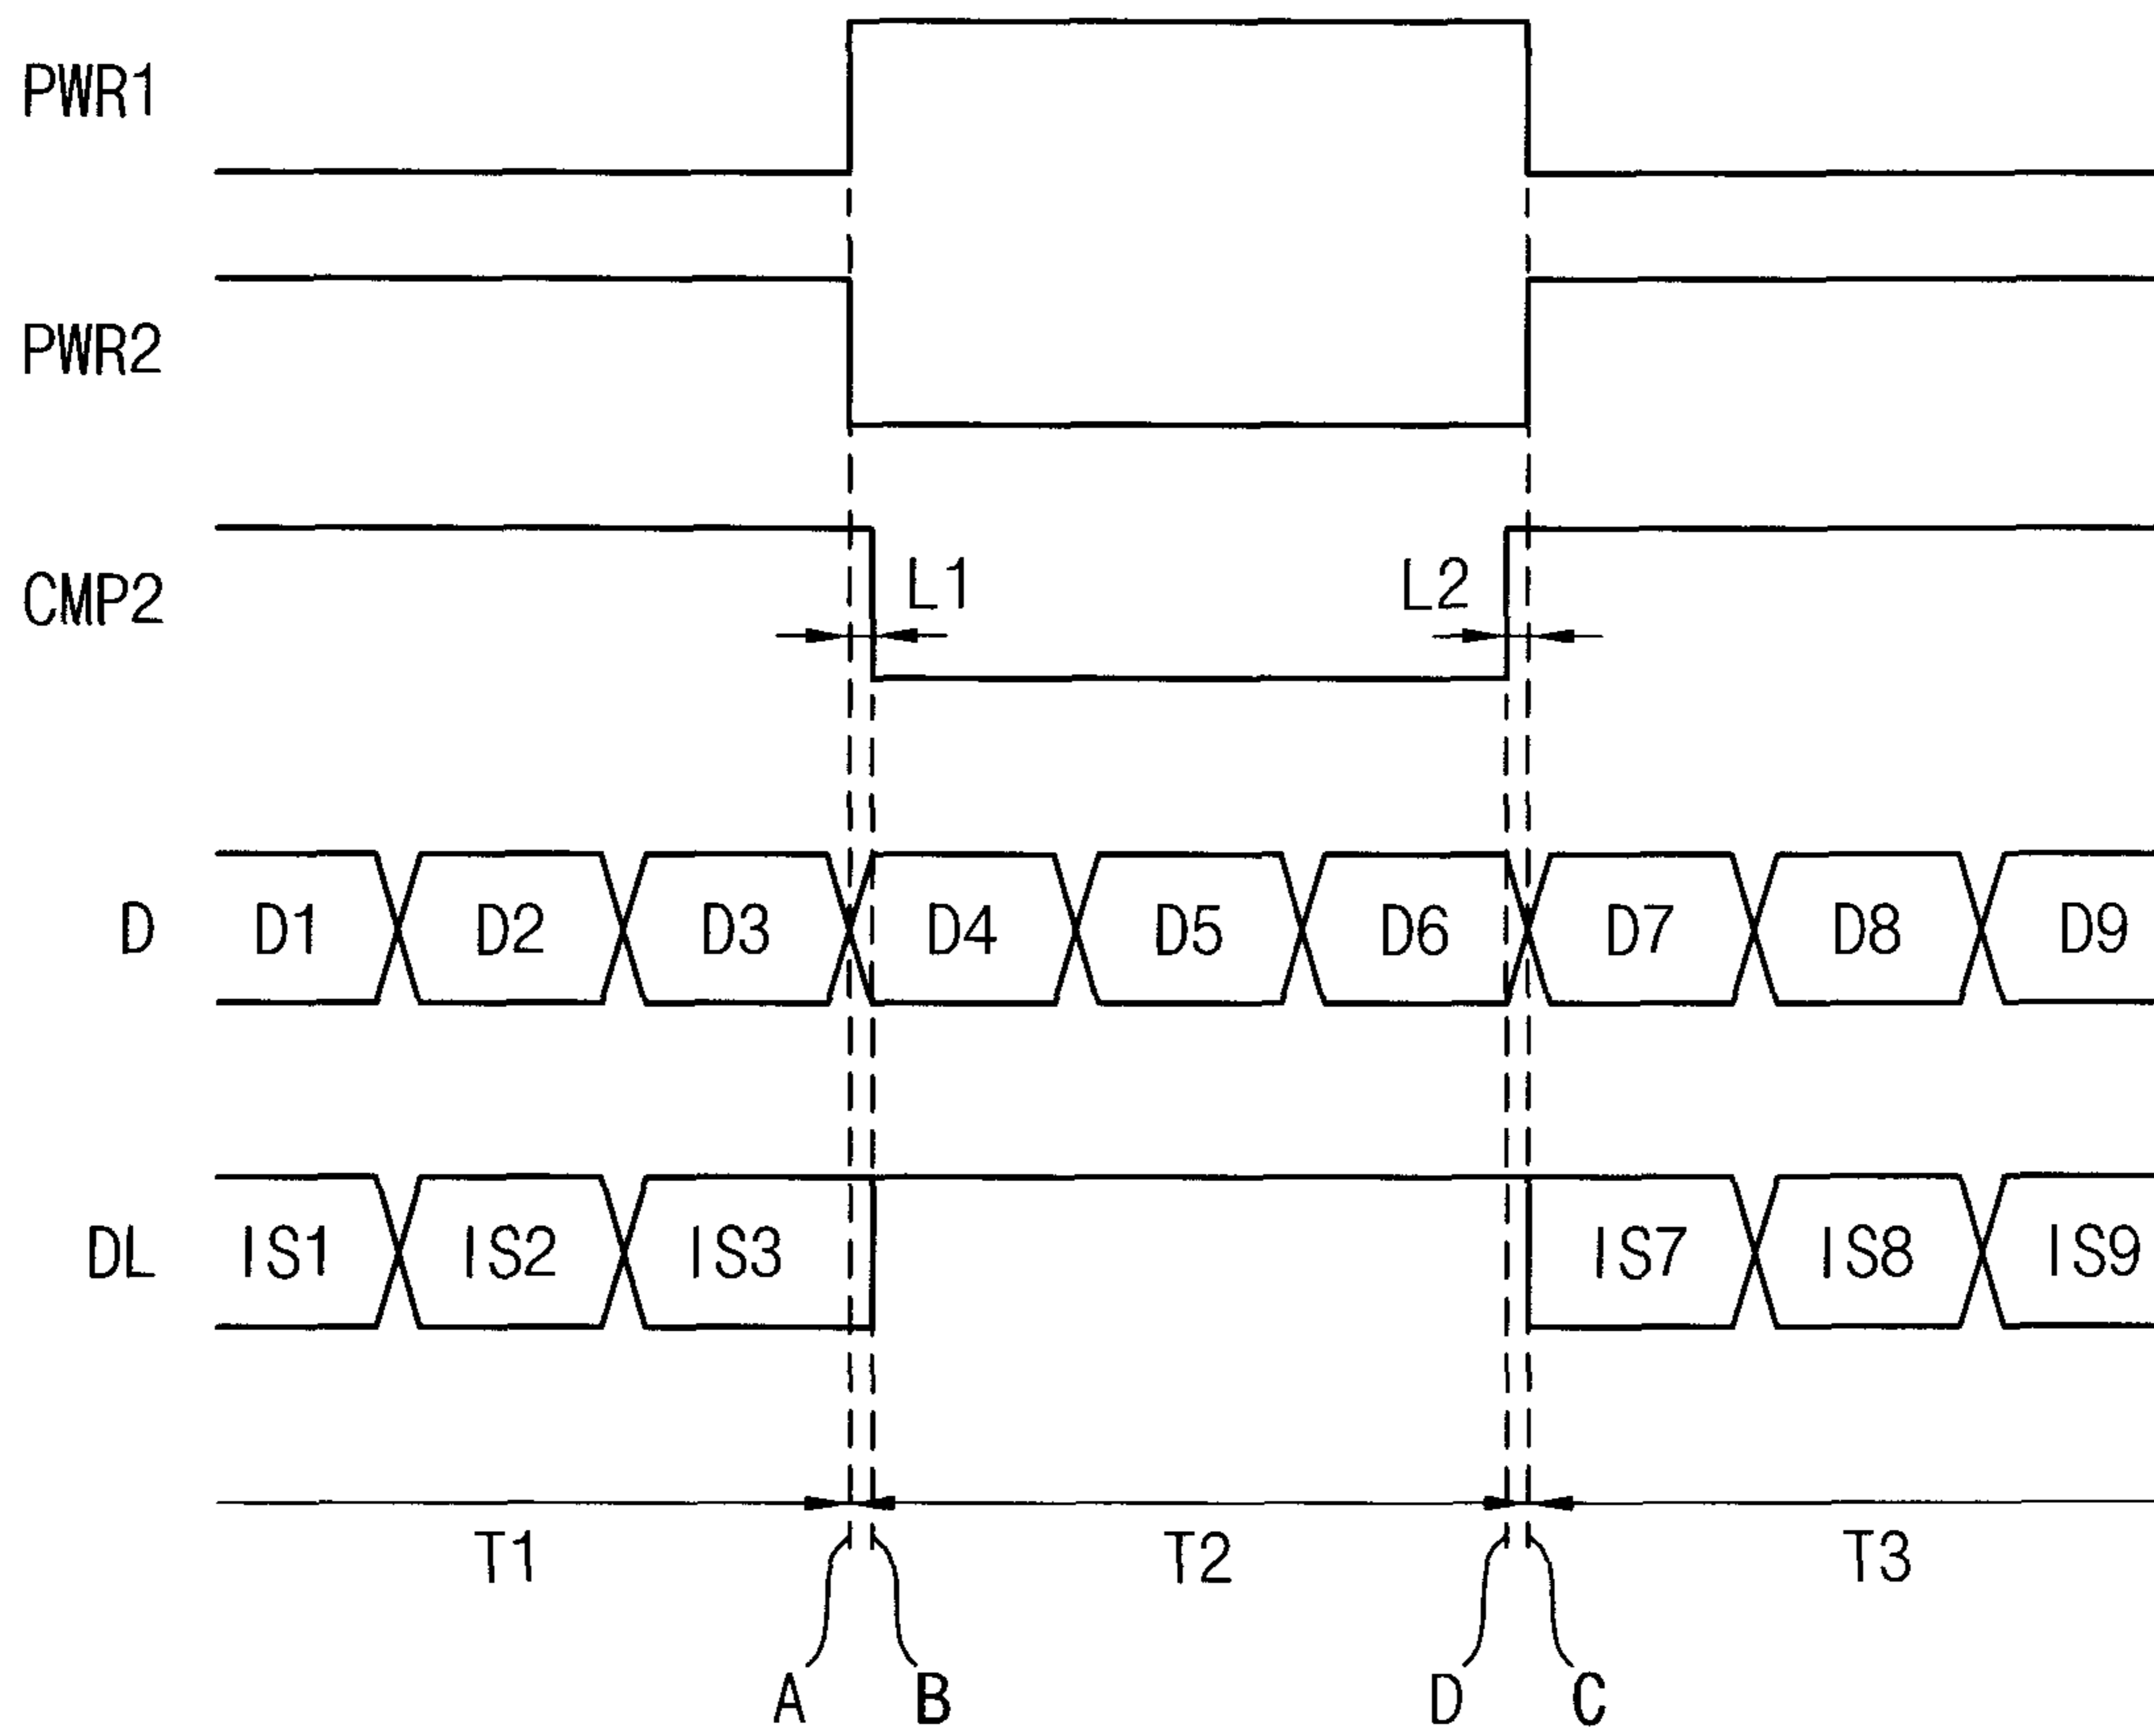 PWR1
PWR2
CMP2
L1 L2
D D1 D2 D3 D4 D5 D6 D7 D8 D9
DL IS1 IS2 IS3 IS7 IS8 IS9
T1 T2 T3
A B D C